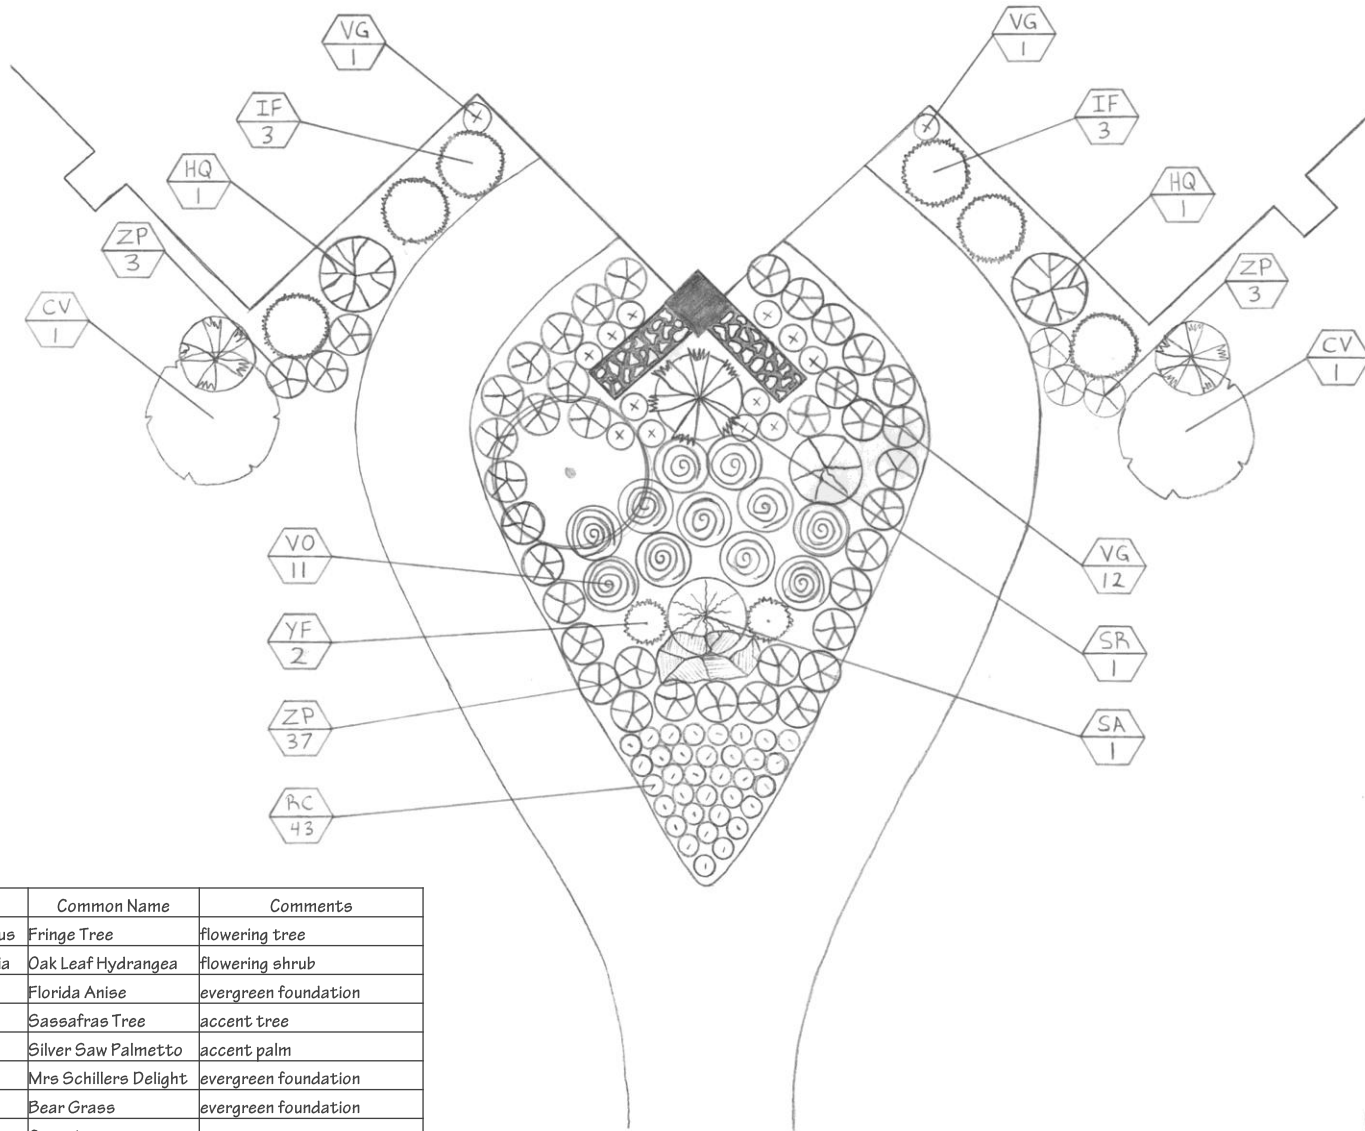 VG
1
VG
1
IF
3
IF
3
HQ
1
HQ
1
ZP
3
ZP
3
CV
1
CV
1
VO
11
VG
12
YF
2
SR
1
ZP
37
SA
1
RC
43
Common Name Comments
us Fringe Tree flowering tree
ia Oak Leaf Hydrangea flowering shrub
Florida Anise evergreen foundation
Sassafras Tree accent tree
Silver Saw Palmetto accent palm
Mrs Schillers Delight evergreen foundation
Bear Grass evergreen foundation